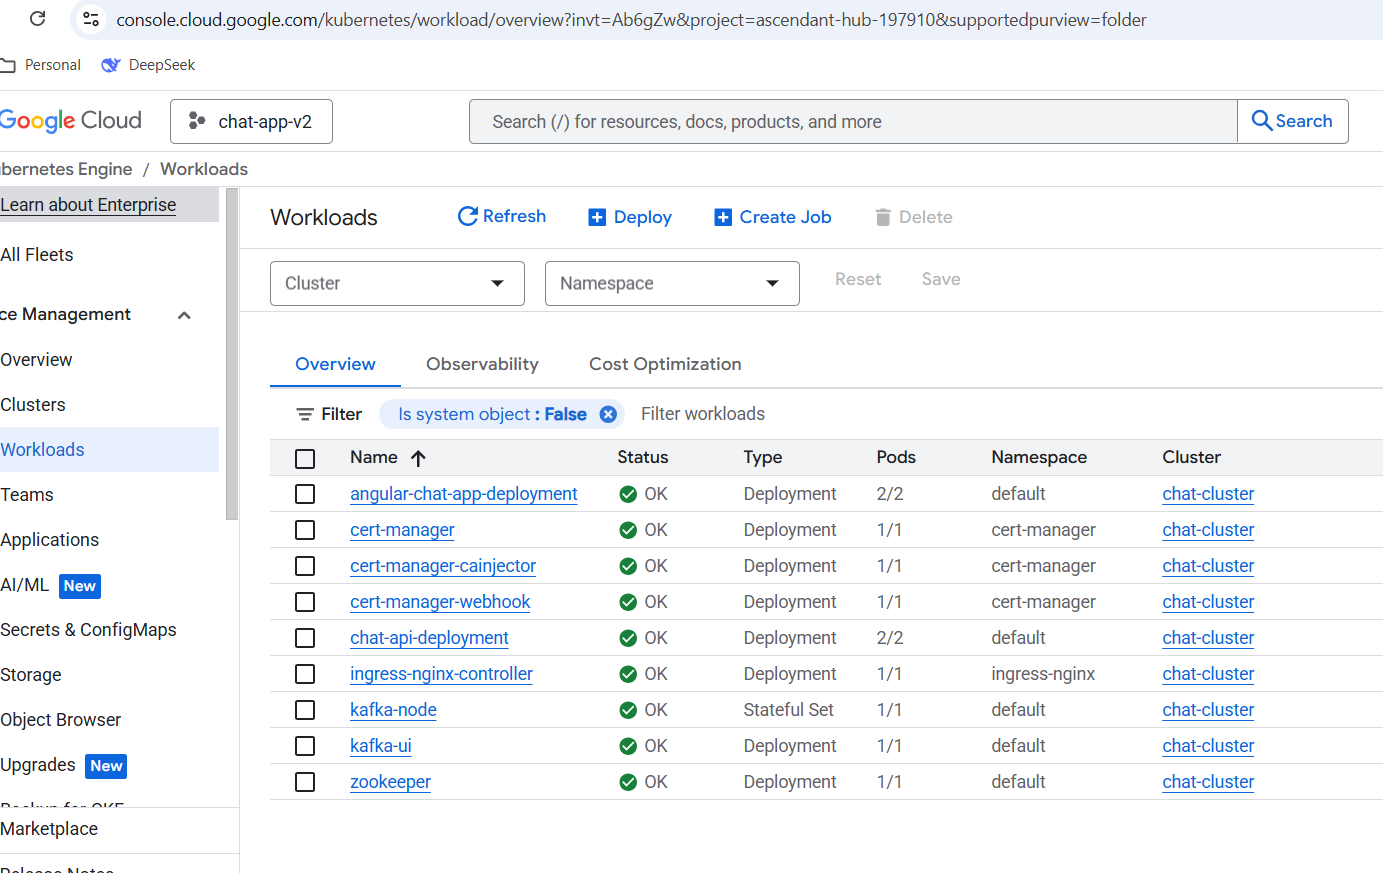 console.cloud.google.com/kubernetes/workload/overview?invt=Ab6gZw&project=ascendant-hub-197910&supportedpurview=folder
Personal DeepSeek
Google Cloud chat-app-v2 Search (/) for resources, docs, products, and more Search
bernetes Engine / Workloads
Learn about Enterprise
All Fleets
ce Management
Overview
Clusters
Workloads
Teams
Applications
AI/ML New
Secrets & ConfigMaps
Storage
Object Browser
Upgrades New
Backup for GKE
Marketplace
Release Notes
Workloads Refresh Deploy Create Job Delete
Cluster Namespace Reset Save
Overview Observability Cost Optimization
Filter Is system object : False Filter workloads
Name Status Type Pods Namespace Cluster
angular-chat-app-deployment OK Deployment 2/2 default chat-cluster
cert-manager OK Deployment 1/1 cert-manager chat-cluster
cert-manager-cainjector OK Deployment 1/1 cert-manager chat-cluster
cert-manager-webhook OK Deployment 1/1 cert-manager chat-cluster
chat-api-deployment OK Deployment 2/2 default chat-cluster
ingress-nginx-controller OK Deployment 1/1 ingress-nginx chat-cluster
kafka-node OK Stateful Set 1/1 default chat-cluster
kafka-ui OK Deployment 1/1 default chat-cluster
zookeeper OK Deployment 1/1 default chat-cluster